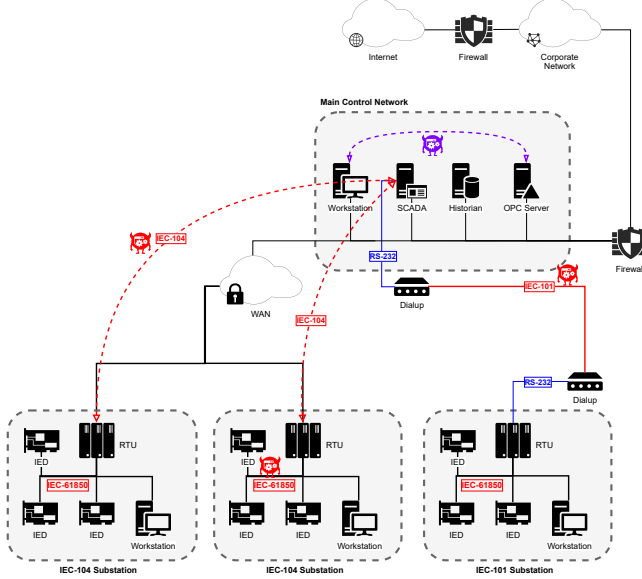 Internet
Firewall
Corporate
Network
Main Control Network
Workstation
SCADA
Historian
OPC Server
IEC-104
RS-232
Firewall
IEC-101
Dialup
WAN
IEC-104
RS-232
Dialup
IED
RTU
IEC-61850
IED
IED
Workstation
IEC-104 Substation
IED
RTU
IEC-61850
IED
IED
Workstation
IEC-104 Substation
IED
RTU
IEC-61850
IED
IED
Workstation
IEC-101 Substation